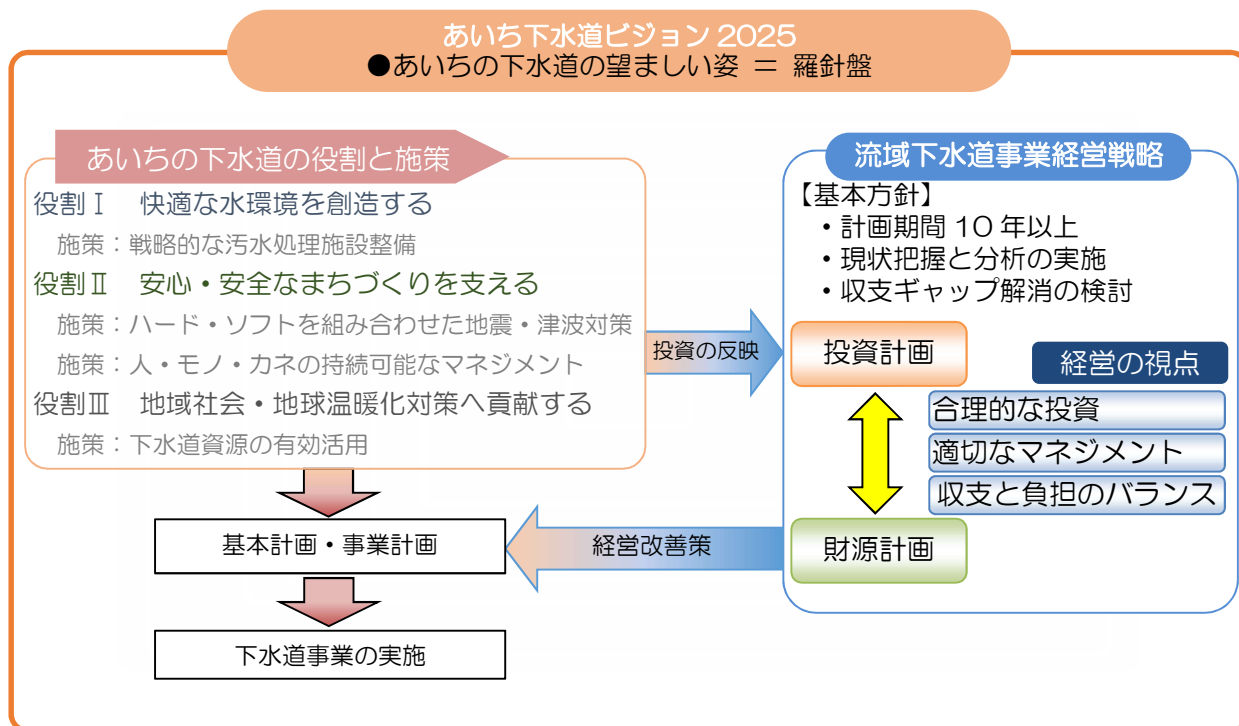 あいち下水道ビジョン 2025
●あいちの下水道の望ましい姿 ＝ 羅針盤
あいちの下水道の役割と施策
役割Ⅰ　快適な水環境を創造する
施策：戦略的な汚水処理施設整備
役割Ⅱ　安心・安全なまちづくりを支える
施策：ハード・ソフトを組み合わせた地震・津波対策
施策：人・モノ・カネの持続可能なマネジメント
役割Ⅲ　地域社会・地球温暖化対策へ貢献する
施策：下水道資源の有効活用
投資の反映
流域下水道事業経営戦略
【基本方針】
・計画期間 10 年以上
・現状把握と分析の実施
・収支ギャップ解消の検討
投資計画
経営の視点
合理的な投資
適切なマネジメント
収支と負担のバランス
財源計画
経営改善策
基本計画・事業計画
下水道事業の実施